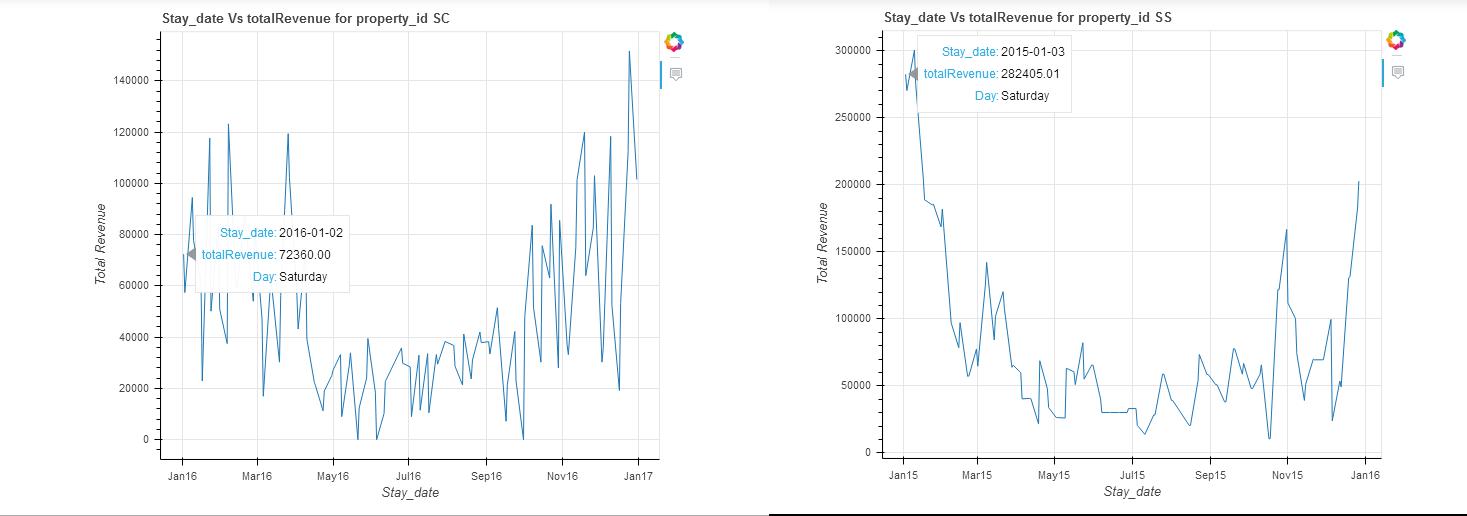 Stay_date Vs totalRevenue for property_id SC
140000
120000
100000
80000
60000
40000
20000
0
Total Revenue
Stay_date: 2016-01-02
totalRevenue: 72360.00
Day: Saturday
Jan16 Mar16 May16 Jul16 Sep16 Nov16 Jan17
Stay_date
Stay_date Vs totalRevenue for property_id SS
300000
250000
200000
150000
100000
50000
0
Total Revenue
Stay_date: 2015-01-03
totalRevenue: 282405.01
Day: Saturday
Jan15 Mar15 May15 Jul15 Sep15 Nov15 Jan16
Stay_date